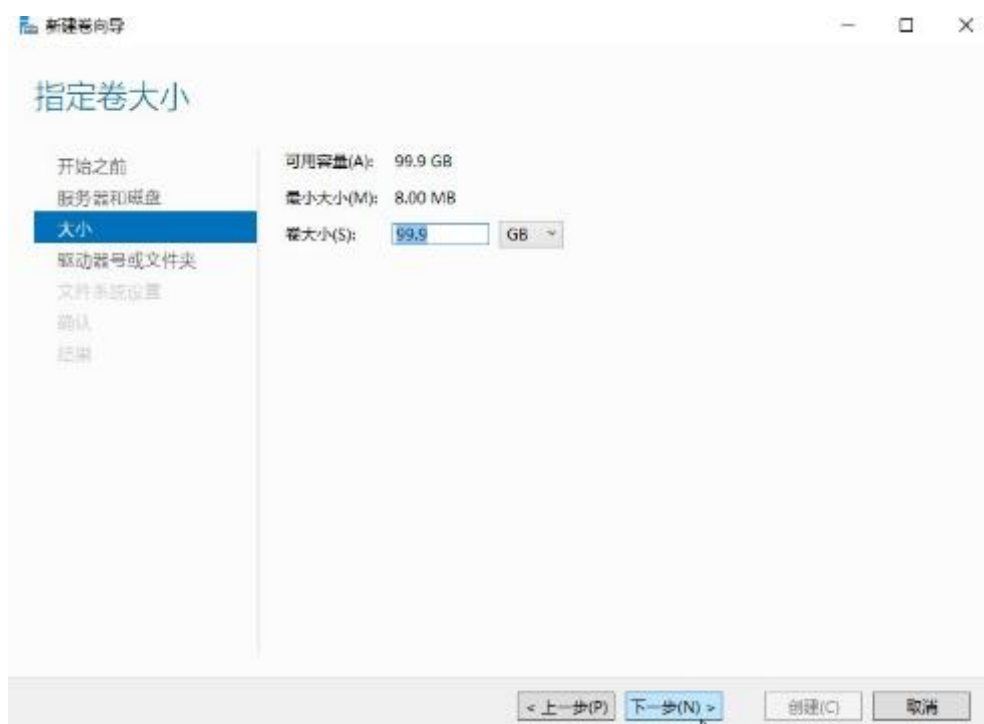 新建卷向导
指定卷大小
开始之前
服务器和磁盘
大小
驱动器号或文件夹
文件系统设置
确认
结果
可用容量(A): 99.9 GB
最小大小(M): 8.00 MB
卷大小(S): 99.9 GB
< 上一步(P) 下一步(N) > 创建(C) 取消